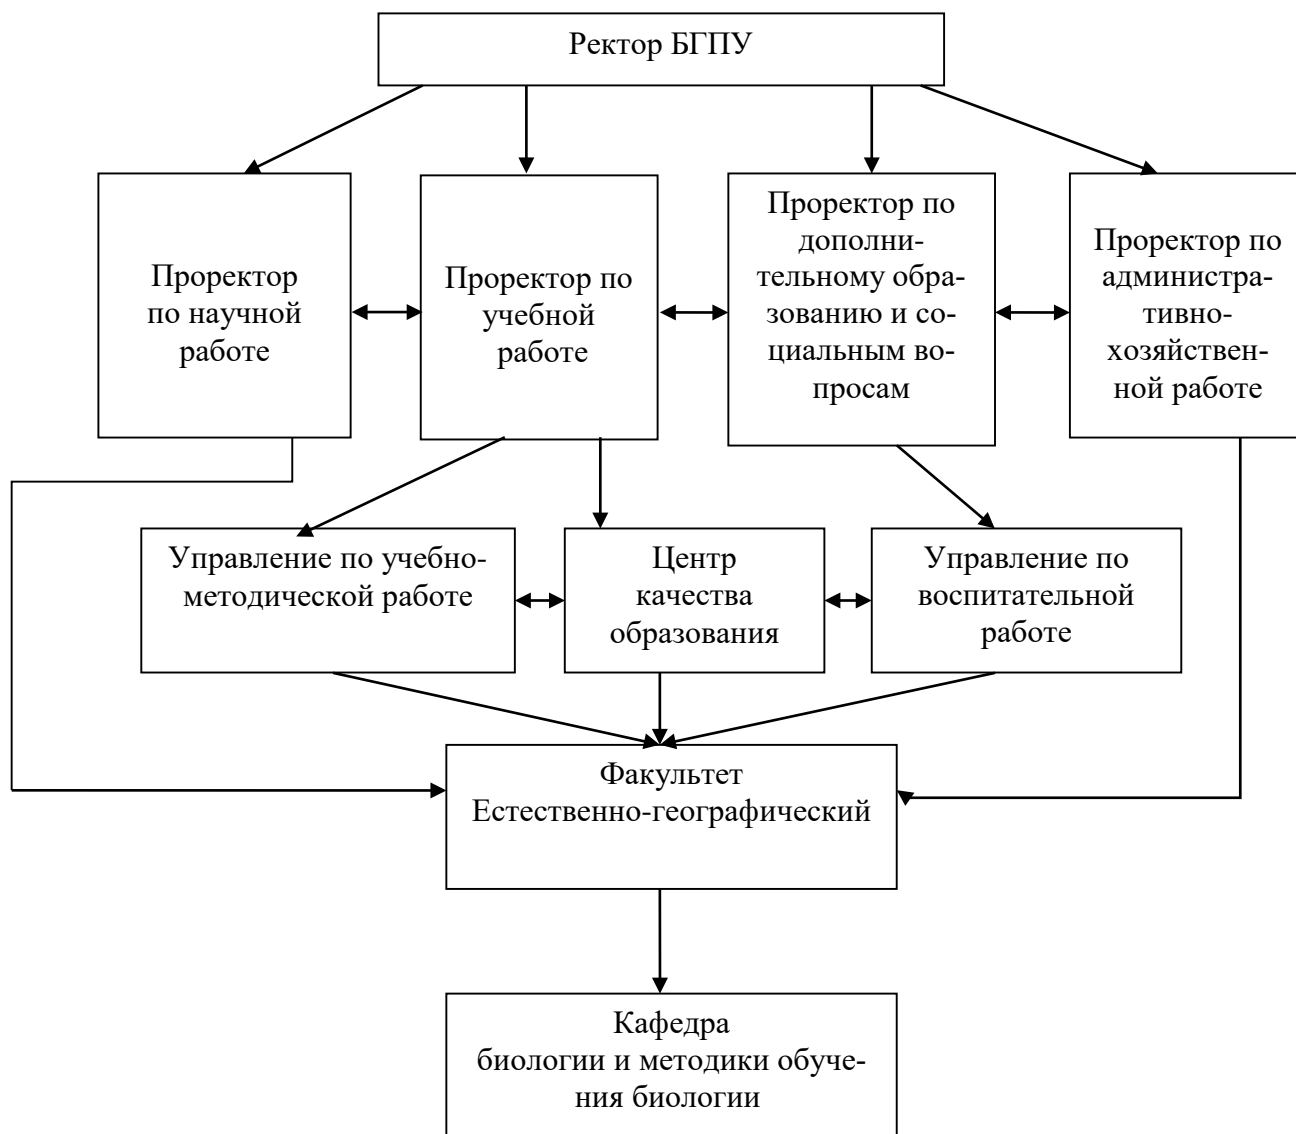 Ректор БГПУ
Проректор
по научной
работе
Проректор по
учебной
работе
Проректор по
дополни-
тельному обра-
зованию и со-
циальным во-
просам
Проректор по
администра-
тивно-
хозяйствен-
ной работе
Управление по учебно-
методической работе
Центр
качества
образования
Управление по
воспитательной
работе
Факультет
Естественно-географический
Кафедра
биологии и методики обуче-
ния биологии